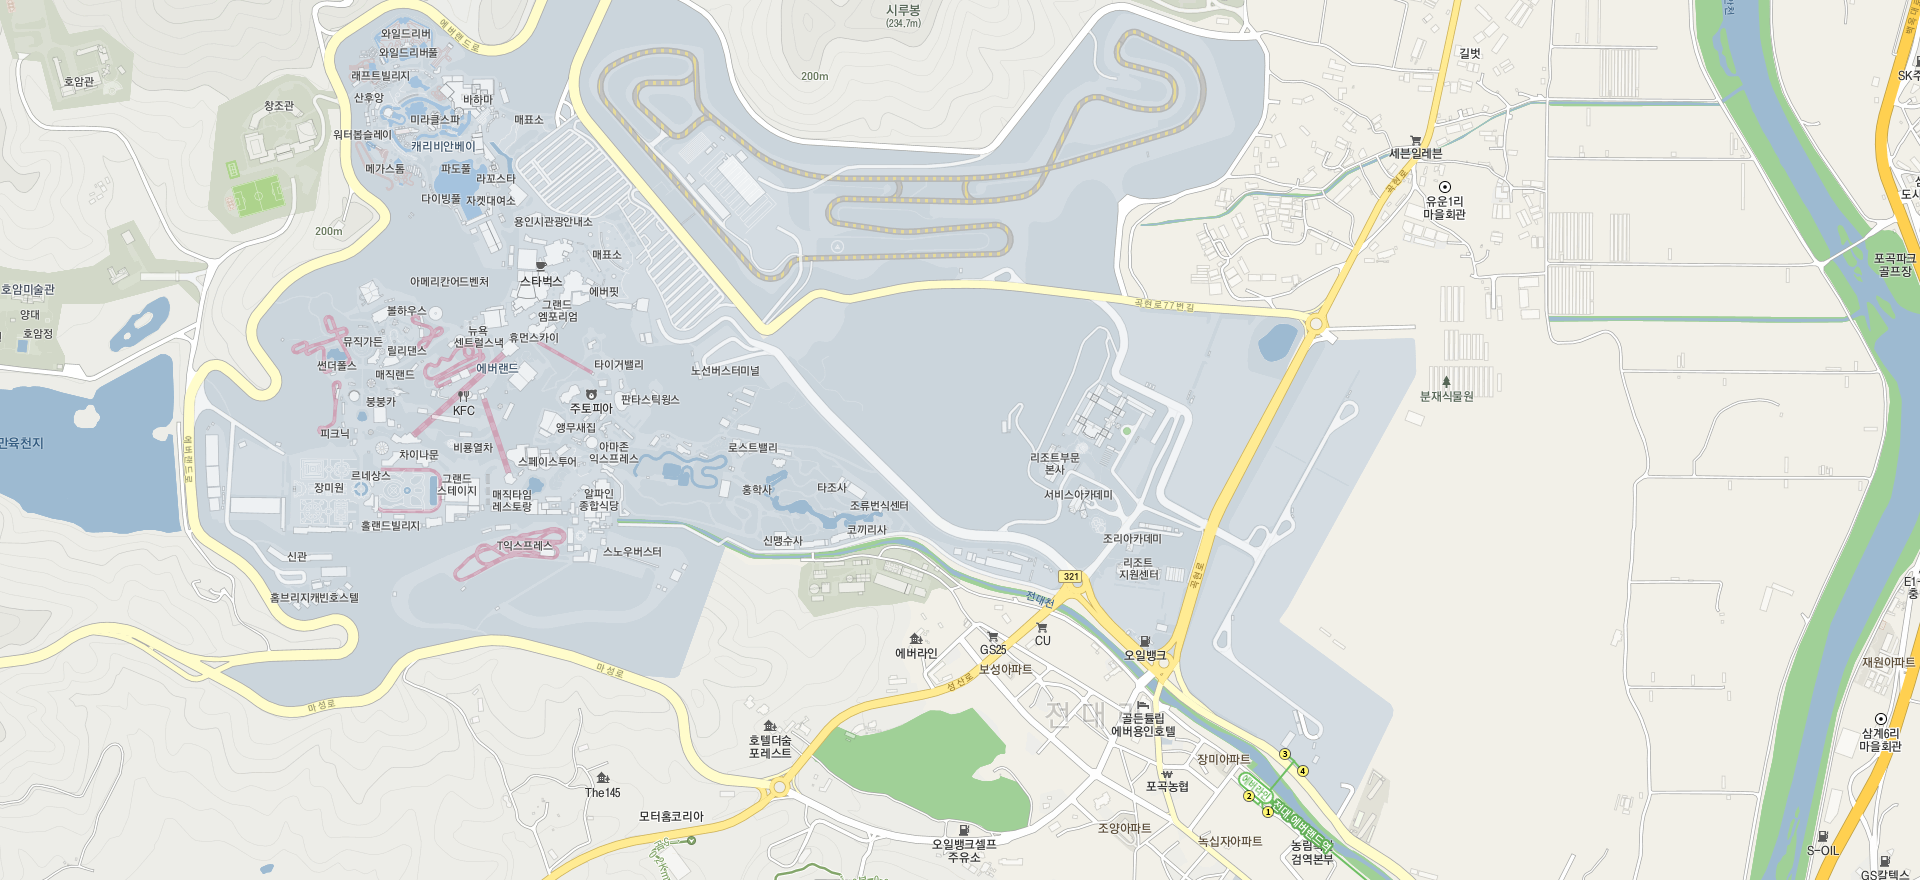 시루봉
(234.7m)
200m
에버랜드로
와일드리버
와일드리버풀
래프트빌리지
산후앙
바하마
미라클스파
매표소
워터봅슬레이
캐리비안베이
메가스톰
파도풀
라꼬스타
다이빙풀
자켓대여소
용인시관광안내소
호암관
창조관
200m
매표소
아메리칸어드벤처
스타벅스
에버핏
그랜드
엠포리엄
볼하우스
뉴욕
센트럴스낵
휴먼스카이
뮤직가든
릴리댄스
썬더폴스
매직랜드
에버랜드
타이거밸리
노선버스터미널
붕붕카
KFC
주토피아
판타스틱윙스
피크닉
앵무새집
비룡열차
아마존
익스프레스
로스트밸리
차이나문
스페이스투어
르네상스
장미원
그랜드
스테이지
매직타임
레스토랑
알파인
종합식당
홍학사
타조사
조류번식센터
홀랜드빌리지
코끼리사
신맹수사
T익스프레스
스노우버스터
신관
홈브리지캐빈호스텔
호암미술관
양대
호암정
만육천지
에버랜드로
마성로
마성로
길벗
세븐일레븐
곡현로
유운1리
마을회관
곡현로77번길
분재식물원
포곡파크
골프장
리조트부문
본사
서비스아카데미
조리아카데미
리조트
지원센터
곡현로
321
전대천
에버라인
GS25
CU
보성아파트
오일뱅크
성산로
전대
골든튤립
에버용인호텔
호텔더숨
포레스트
The145
모터홈코리아
장미아파트
포곡농협
3
4
2
1
에버라인
전대.에버랜드역
조양아파트
녹십자아파트
오일뱅크셀프
주유소
검역본부
재원아파트
삼계6리
마을회관
S-OIL
GS칼텍스